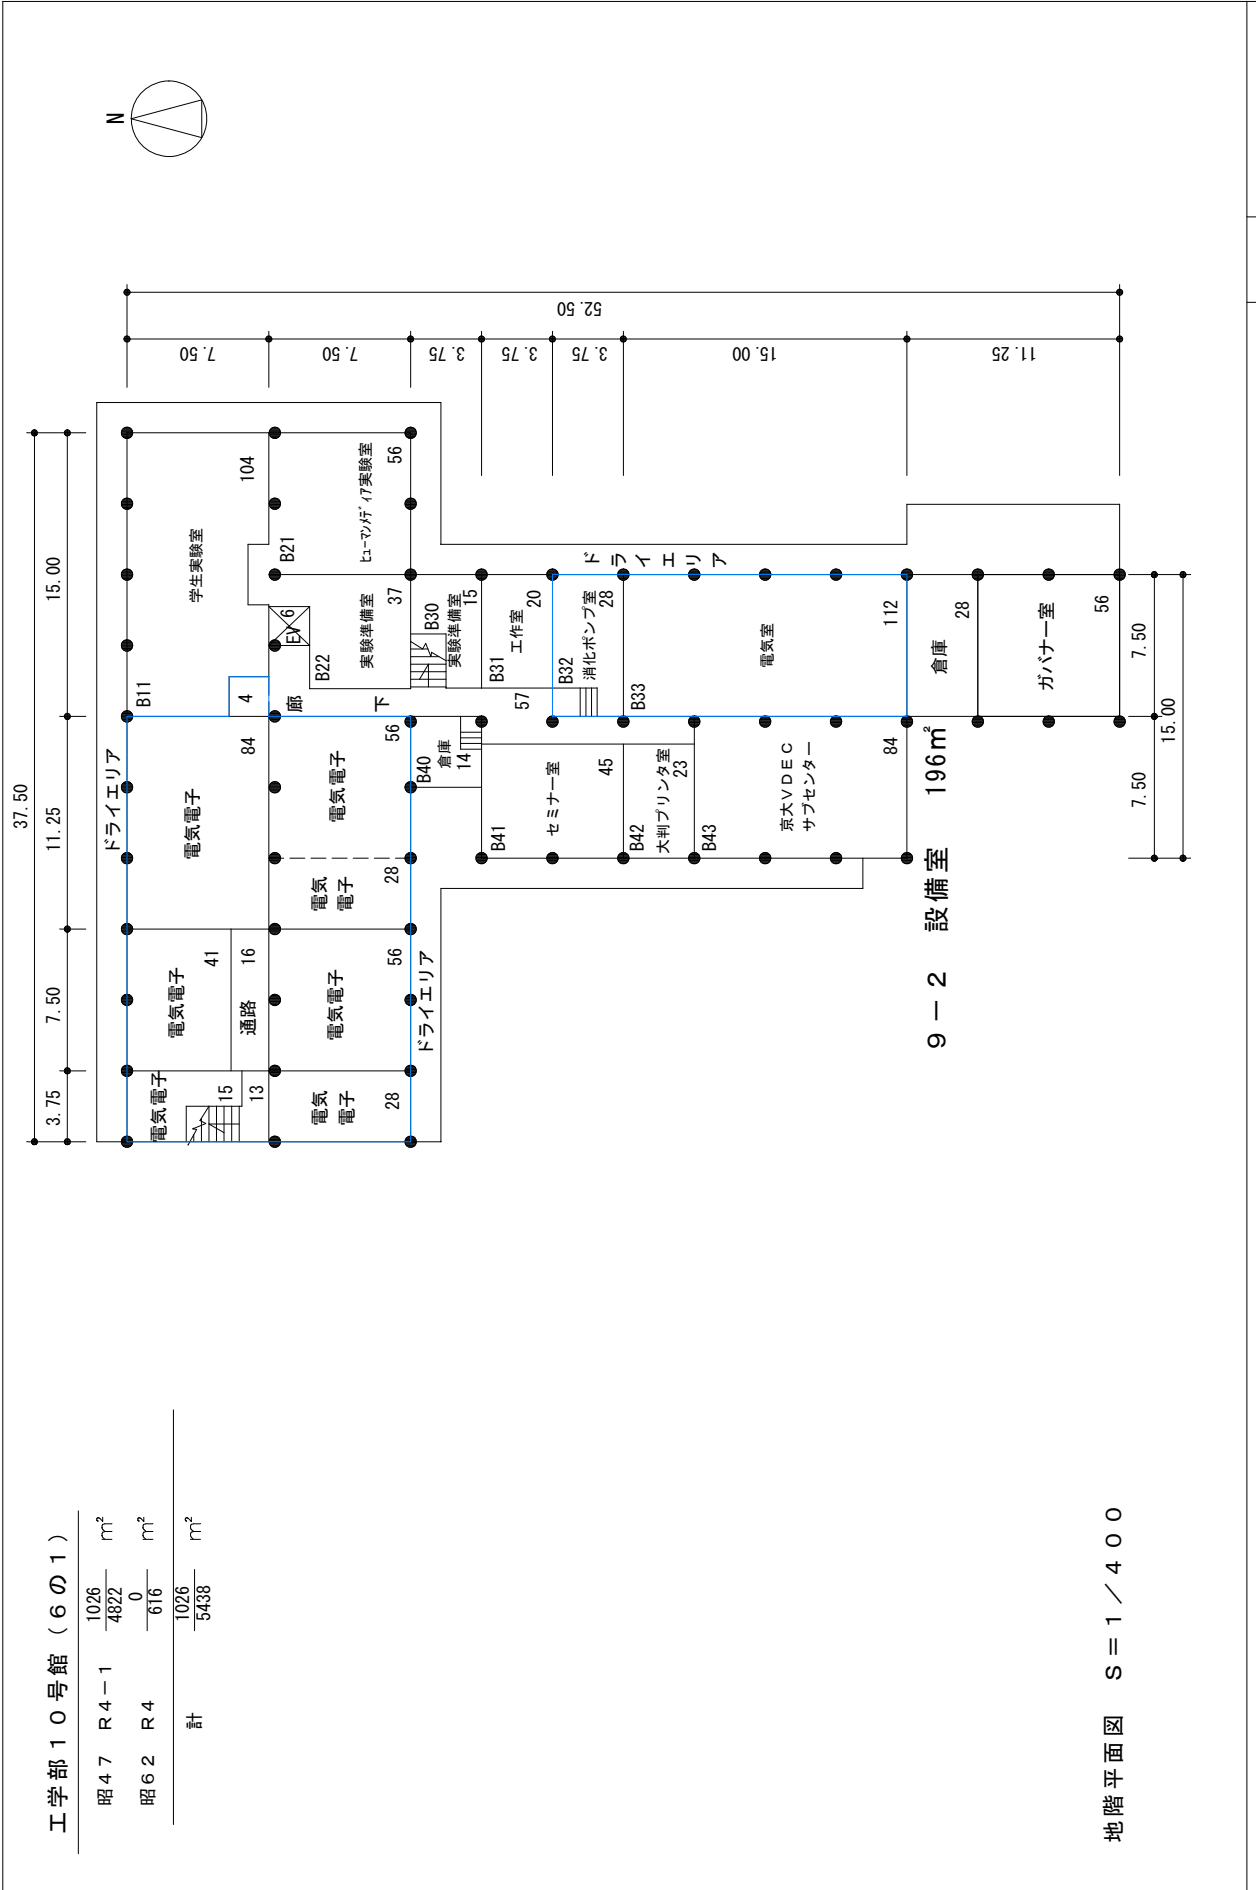 工学部１０号館（６の１）
昭４７　Ｒ４－１　1026　㎡
4822
昭６２　Ｒ４　0　㎡
616
計　1026　㎡
5438
地階平面図　Ｓ＝１／４００
９－２　設備室　196㎡
N
37.50
3.75
7.50
11.25
15.00
52.50
7.50
7.50
3.75
3.75
3.75
15.00
11.25
7.50
7.50
15.00
ドライエリア
電気電子
15
13
電気電子
41
通路
16
電気電子
84
B11
4
学生実験室
104
電気
電子
28
電気電子
56
電気
電子
28
電気電子
56
廊
下
EV
6
B21
ﾋｭｰﾏﾝﾒﾃﾞｨｱ実験室
56
B22
実験準備室
37
ドライエリア
B40
倉庫
14
B30
実験準備室
15
B31
工作室
20
57
B32
消化ポンプ室
28
B33
電気室
112
ドライエリア
B41
セミナー室
45
B42
大判プリンタ室
23
B43
京大ＶＤＥＣ
サブセンター
84
倉庫
28
ガバナー室
56